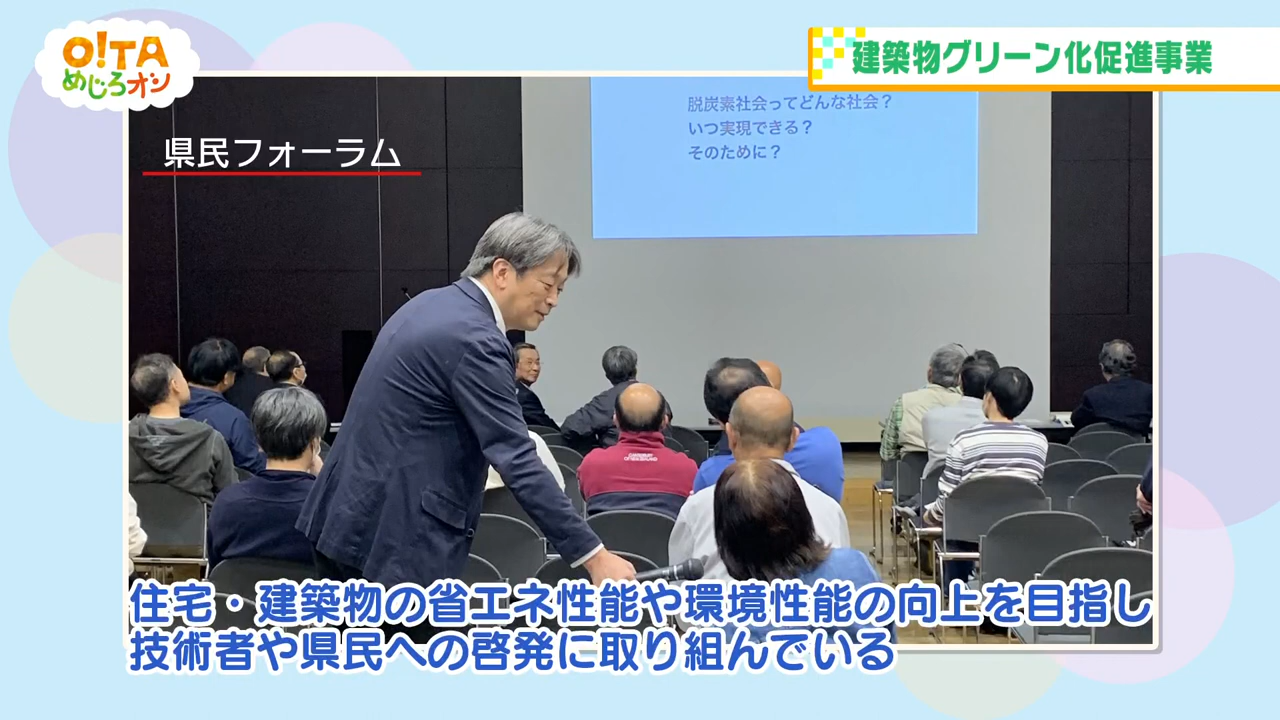 O!TA
めじろオシ
建築物グリーン化促進事業
脱炭素社会ってどんな社会?
いつ実現できる?
そのために?
県民フォーラム
住宅・建築物の省エネ性能や環境性能の向上を目指し
技術者や県民への啓発に取り組んでいる